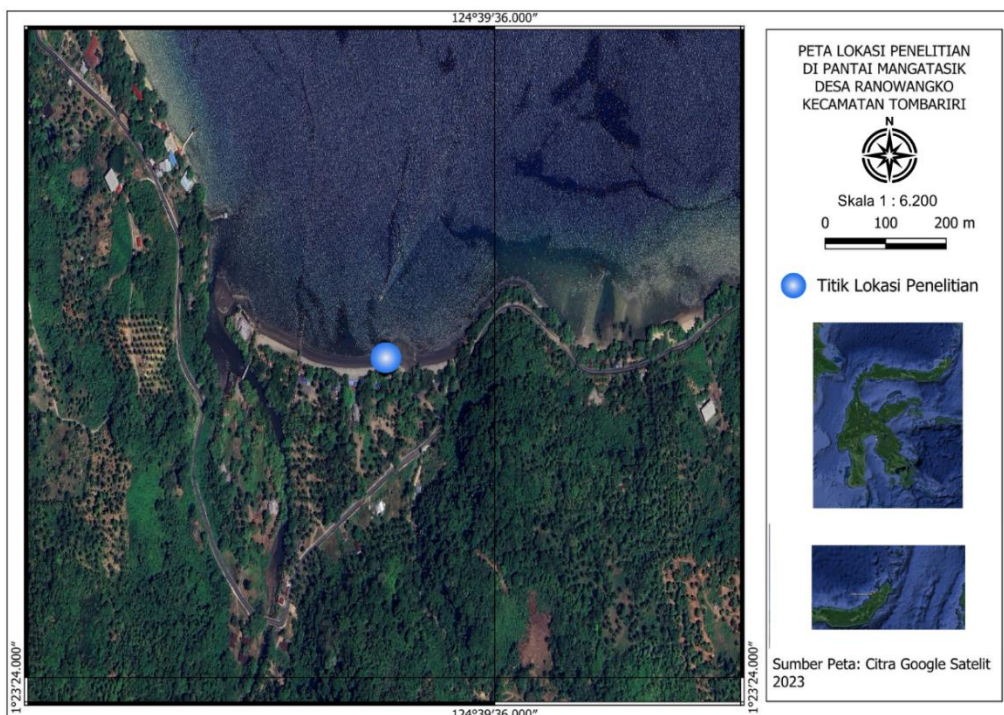 124°39′36.000″
PETA LOKASI PENELITIAN
DI PANTAI MANGATASIK
DESA RANOWANGKO
KECAMATAN TOMBARIRI
N
Skala 1 : 6.200
0 100 200 m
Titik Lokasi Penelitian
Sumber Peta: Citra Google Satelit
2023
1°23′24.000″
1°23′24.000″
124°39′36.000″